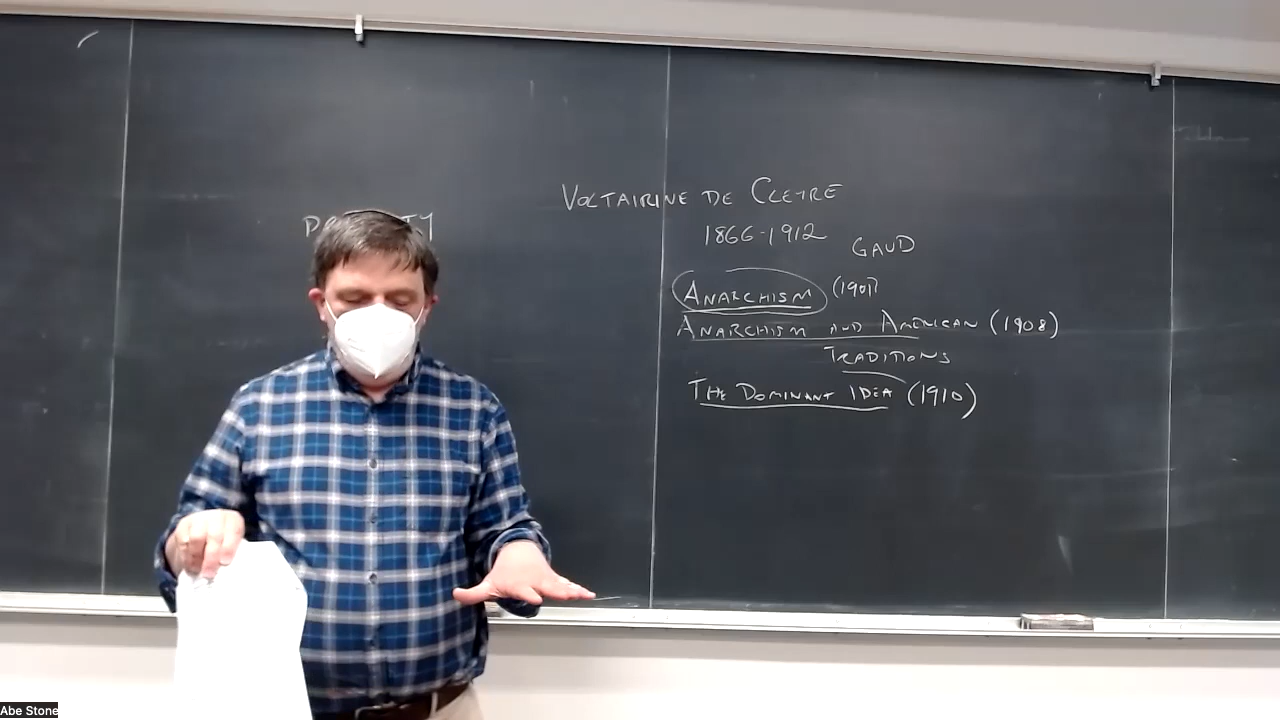 VOLTAIRINE DE CLEYRE
1866-1912
GAUD
ANARCHISM (1901)
ANARCHISM AND AMERICAN (1908)
TRADITIONS
THE DOMINANT IDEA (1910)
Abe Stone